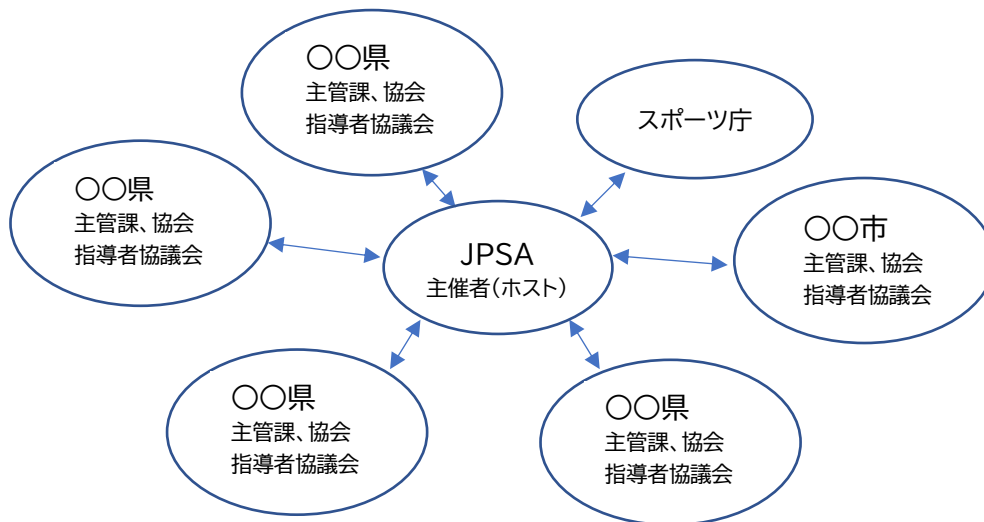 〇〇県
主管課、協会
指導者協議会
スポーツ庁
〇〇県
主管課、協会
指導者協議会
〇〇市
主管課、協会
指導者協議会
JPSA
主催者(ホスト)
〇〇県
主管課、協会
指導者協議会
〇〇県
主管課、協会
指導者協議会